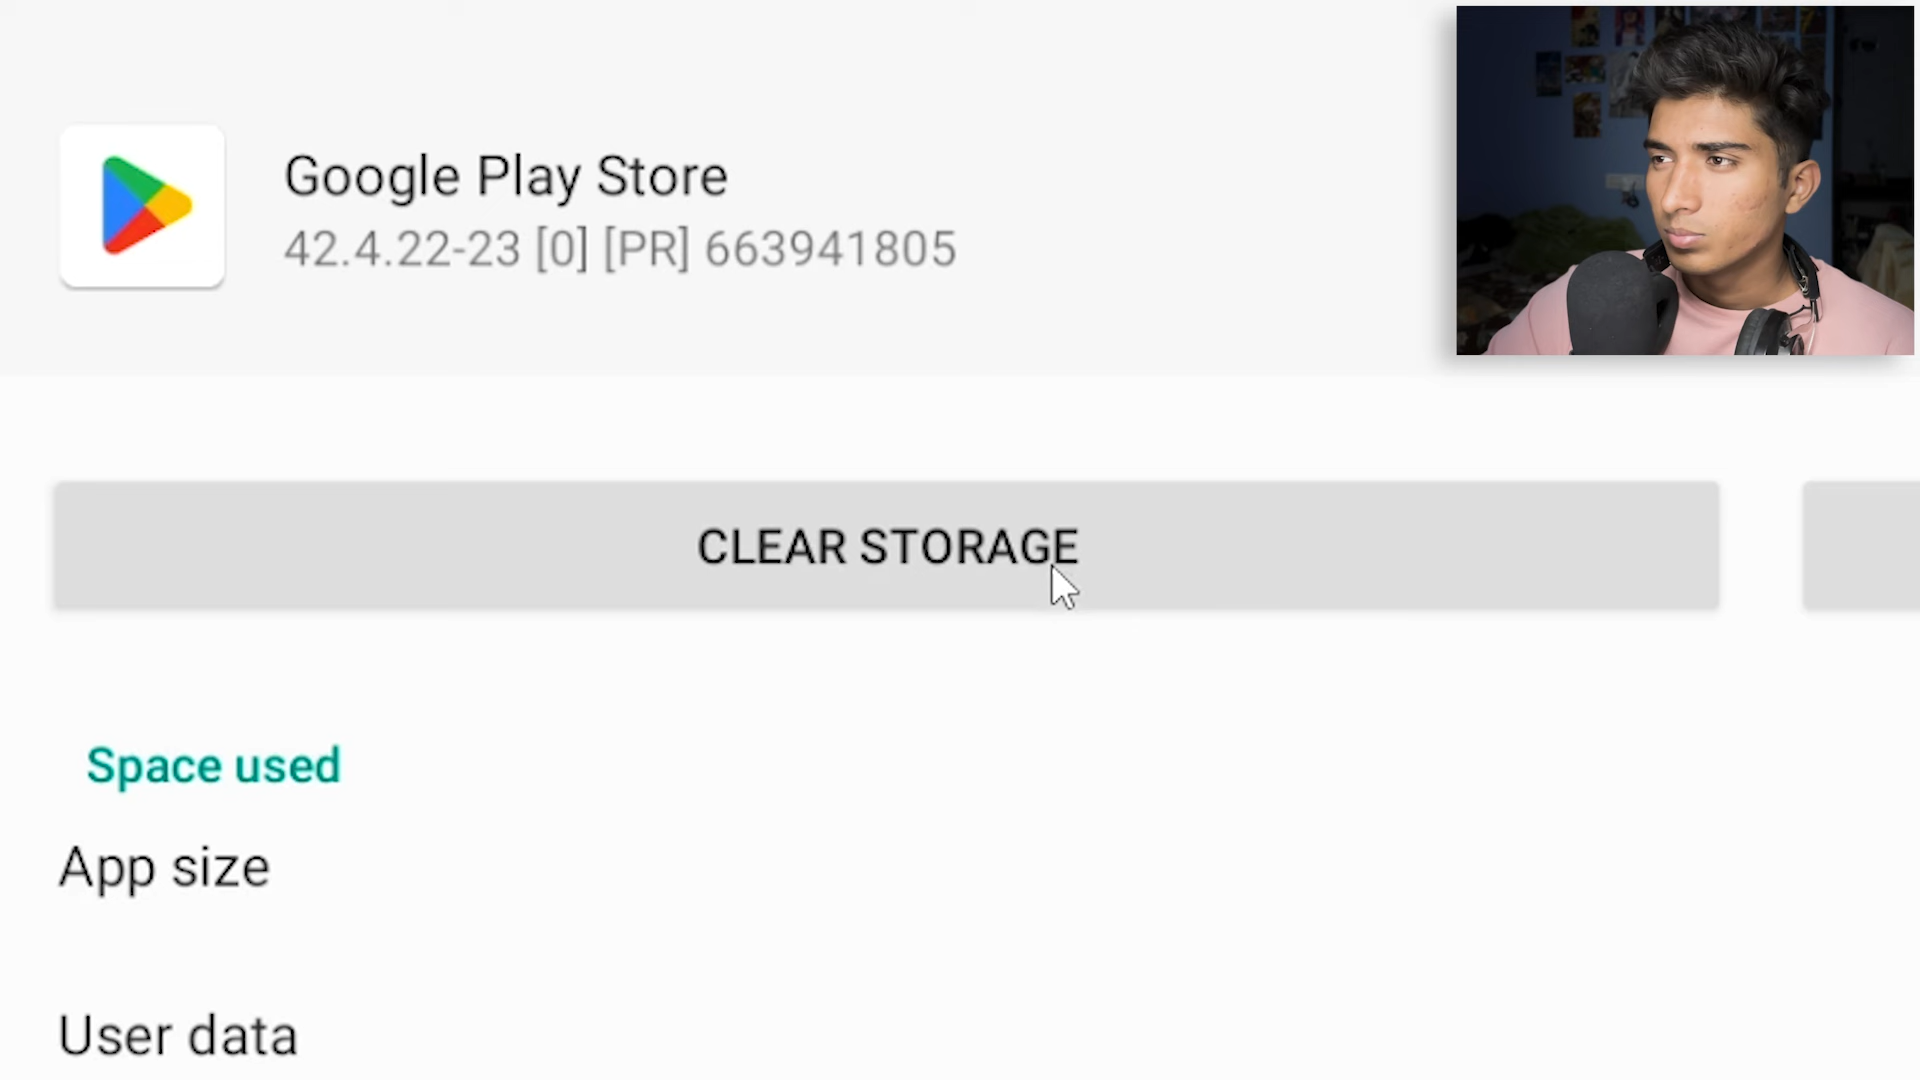 Google Play Store
42.4.22-23 [0] [PR] 663941805
CLEAR STORAGE
Space used
App size
User data